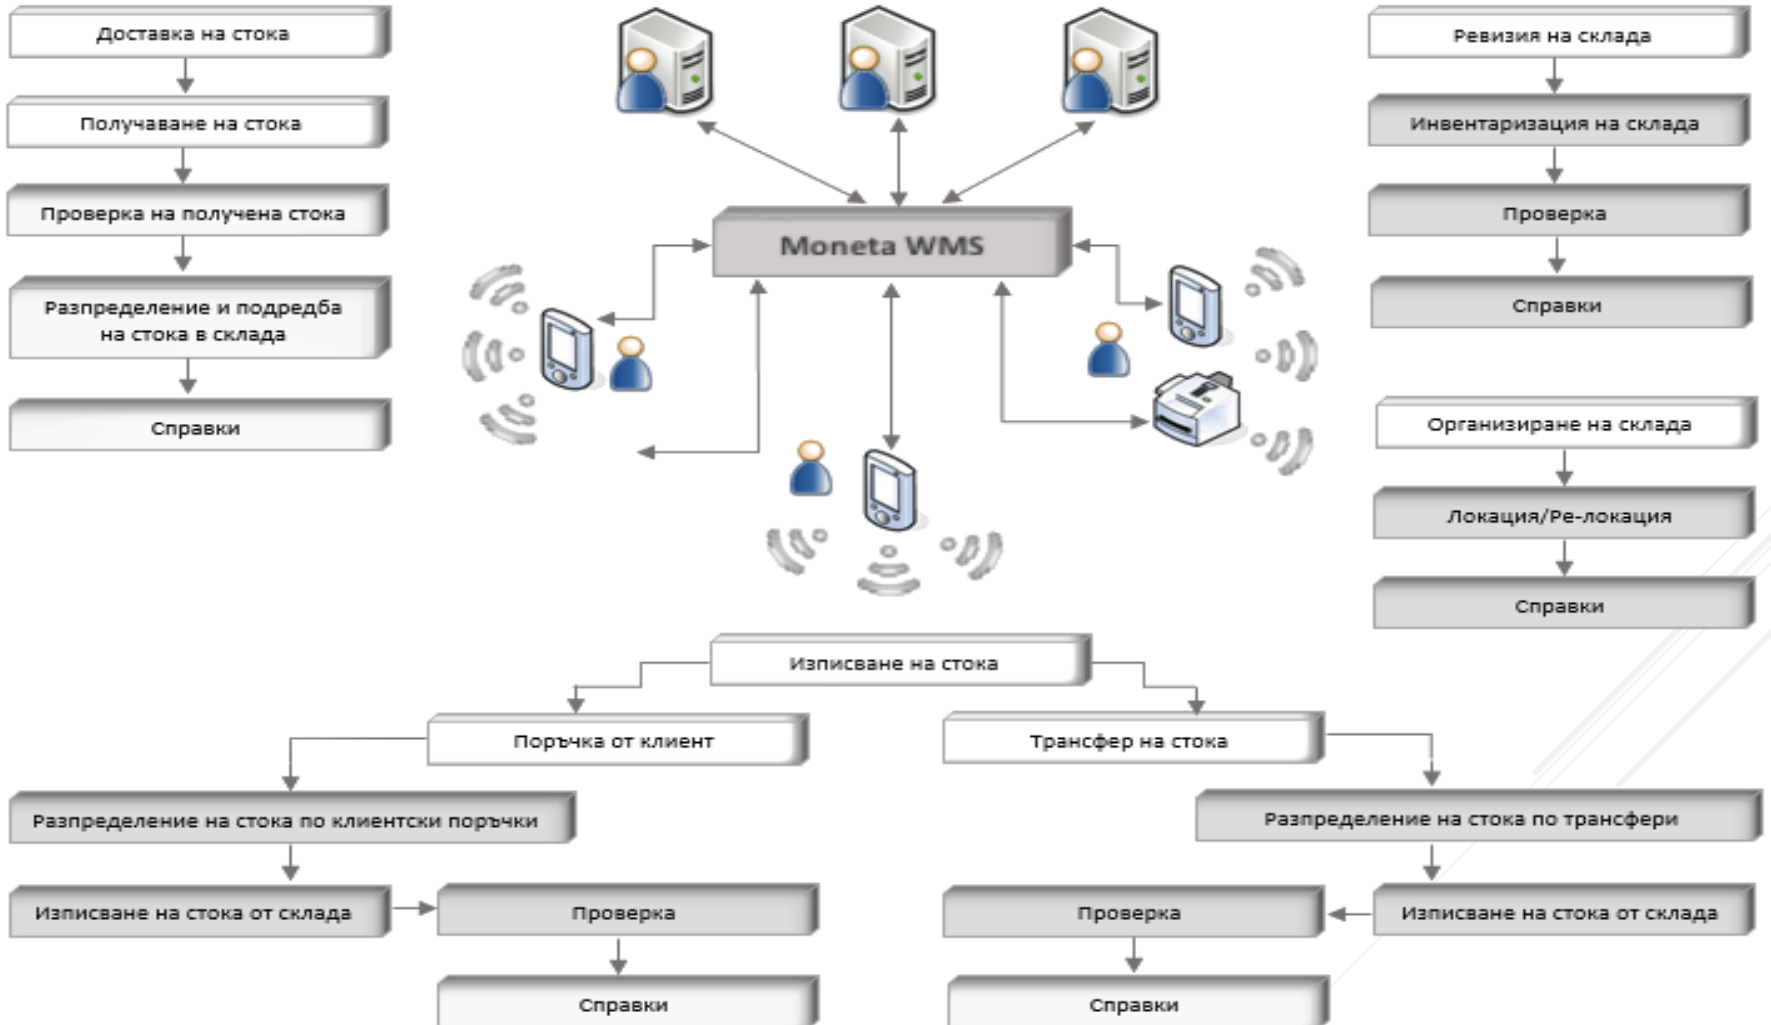 Доставка на стока
Получаване на стока
Проверка на получена стока
Разпределение и подредба
на стока в склада
Справки
Moneta WMS
Ревизия на склада
Инвентаризация на склада
Проверка
Справки
Организиране на склада
Локация/Ре-локация
Справки
Изписване на стока
Поръчка от клиент
Трансфер на стока
Разпределение на стока по клиентски поръчки
Разпределение на стока по трансфери
Изписване на стока от склада
Проверка
Проверка
Изписване на стока от склада
Справки
Справки